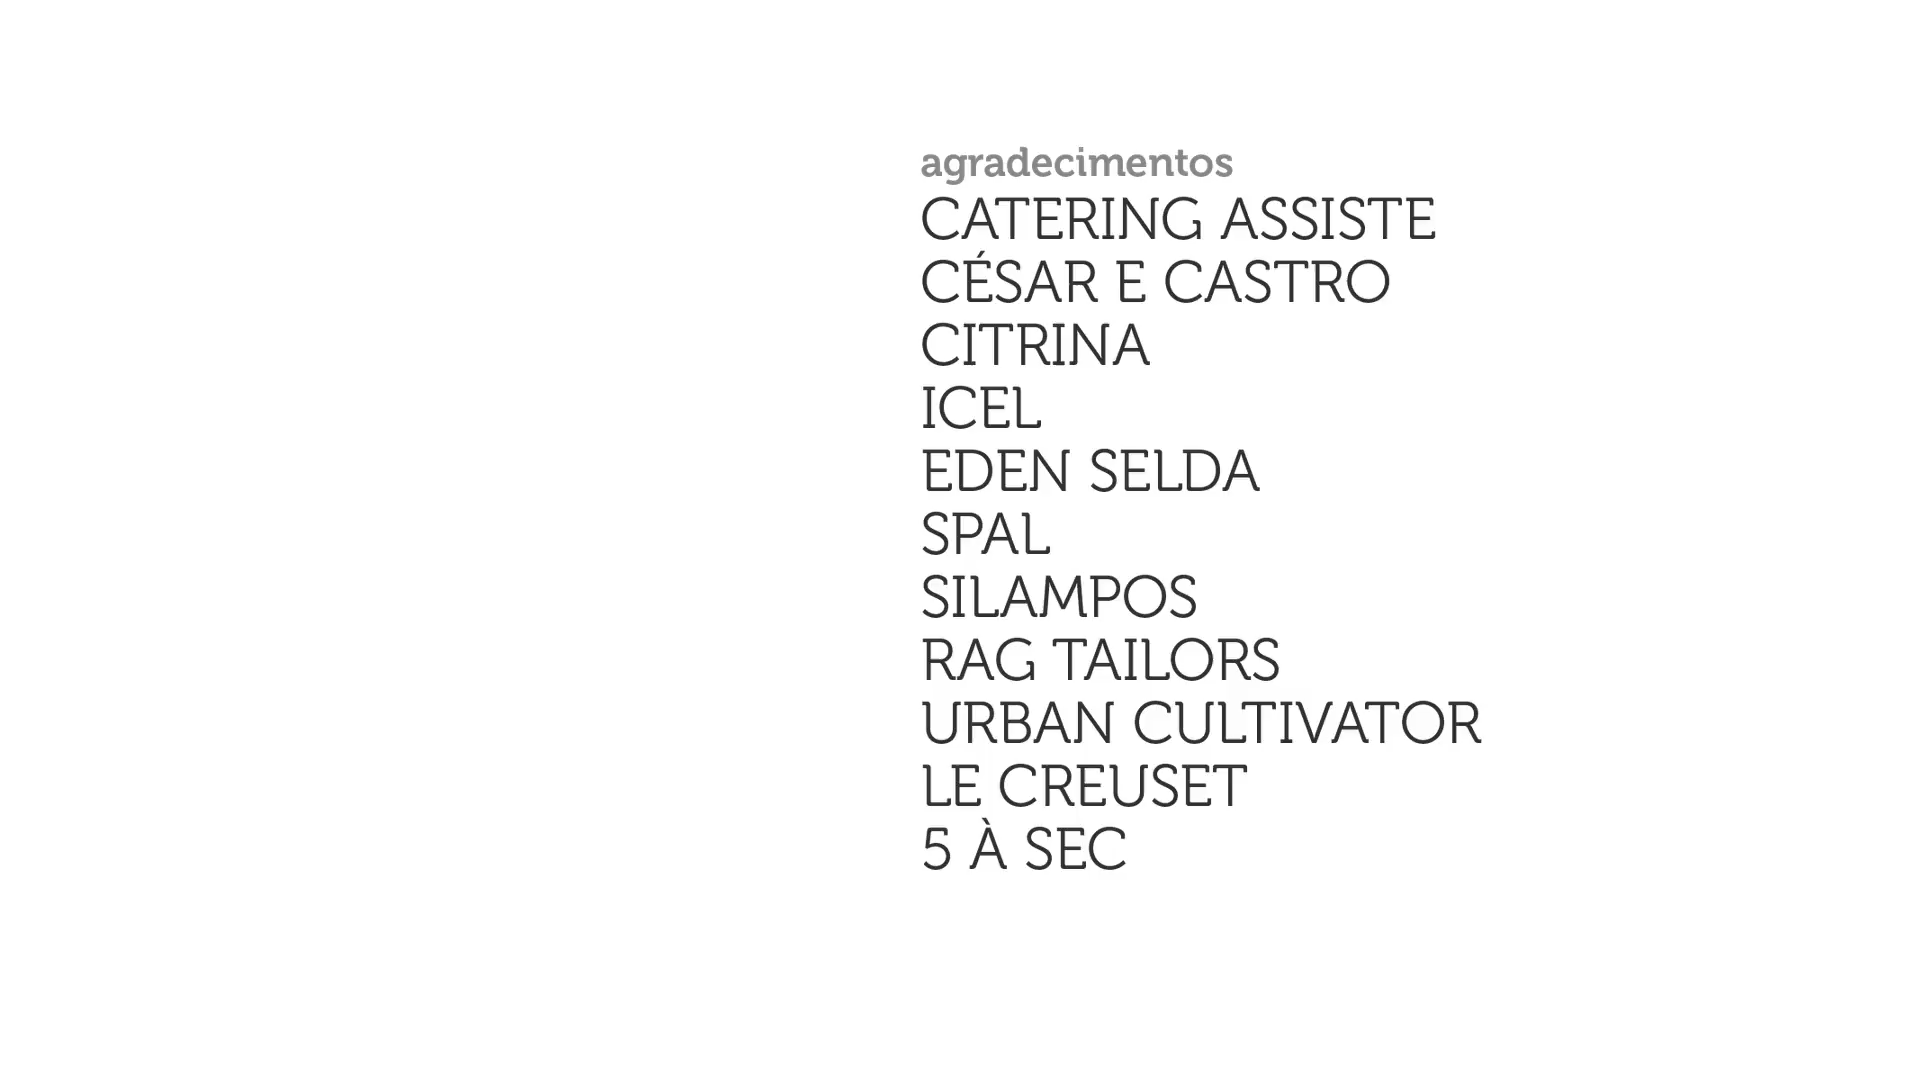 agradecimentos
CATERING ASSISTE
CÉSAR E CASTRO
CITRINA
ICEL
EDEN SELDA
SPAL
SILAMPOS
RAG TAILORS
URBAN CULTIVATOR
LE CREUSET
5 À SEC